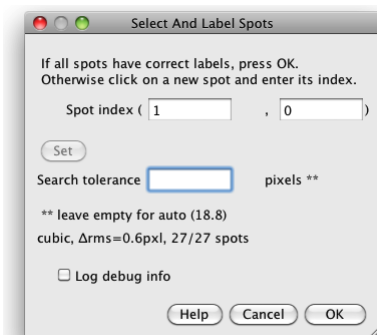 Select And Label Spots
If all spots have correct labels, press OK.
Otherwise click on a new spot and enter its index.
Spot index ( 1 , 0 )
Set
Search tolerance pixels **
** leave empty for auto (18.8)
cubic, Δrms=0.6pxl, 27/27 spots
Log debug info
Help Cancel OK